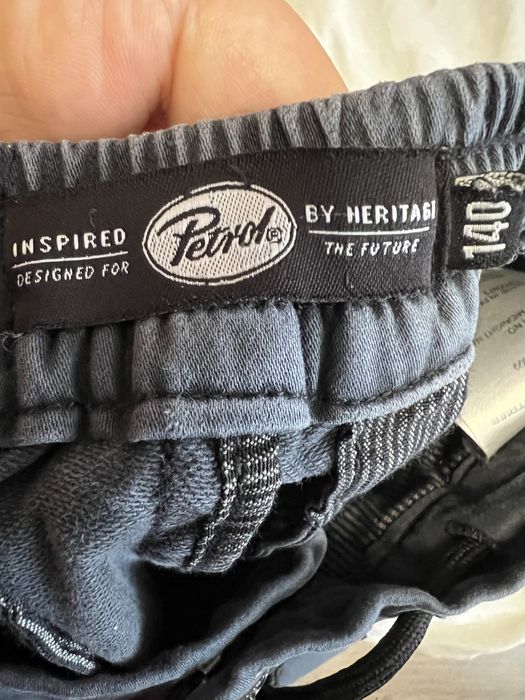 INSPIRED
DESIGNED FOR
Petrol®
BY HERITAGE
THE FUTURE
140